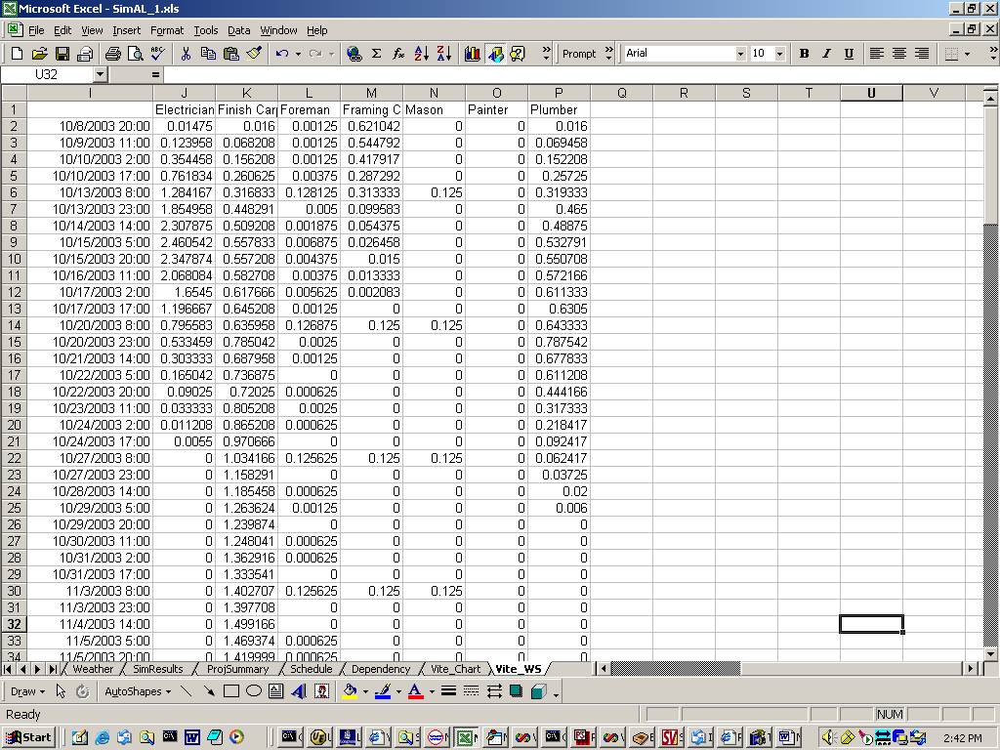 Microsoft Excel - SimAL_1.xls
File Edit View Insert Format Tools Data Window Help
Prompt Arial 10 B I U
U32 =
I J K L M N O P Q R S T U V
1 Electrician Finish Car Foreman Framing C Mason Painter Plumber
2 10/8/2003 20:00 0.01475 0.016 0.00125 0.621042 0 0 0.016
3 10/9/2003 11:00 0.123958 0.068208 0.00125 0.544792 0 0 0.069458
4 10/10/2003 2:00 0.354458 0.156208 0.00125 0.417917 0 0 0.152208
5 10/10/2003 17:00 0.761834 0.260625 0.00375 0.287292 0 0 0.25725
6 10/13/2003 8:00 1.284167 0.316833 0.128125 0.313333 0.125 0 0.319333
7 10/13/2003 23:00 1.854958 0.448291 0.005 0.099583 0 0 0.465
8 10/14/2003 14:00 2.307875 0.509208 0.001875 0.054375 0 0 0.48875
9 10/15/2003 5:00 2.460542 0.557833 0.006875 0.026458 0 0 0.532791
10 10/15/2003 20:00 2.347874 0.557208 0.004375 0.015 0 0 0.550708
11 10/16/2003 11:00 2.068084 0.582708 0.00375 0.013333 0 0 0.572166
12 10/17/2003 2:00 1.6545 0.617666 0.005625 0.002083 0 0 0.611333
13 10/17/2003 17:00 1.196667 0.645208 0.00125 0 0 0 0.6305
14 10/20/2003 8:00 0.795583 0.635958 0.126875 0.125 0.125 0 0.643333
15 10/20/2003 23:00 0.533459 0.785042 0.0025 0 0 0 0.787542
16 10/21/2003 14:00 0.303333 0.687958 0.00125 0 0 0 0.677833
17 10/22/2003 5:00 0.165042 0.736875 0 0 0 0 0.611208
18 10/22/2003 20:00 0.09025 0.72025 0.000625 0 0 0 0.444166
19 10/23/2003 11:00 0.033333 0.805208 0.0025 0 0 0 0.317333
20 10/24/2003 2:00 0.011208 0.865208 0.000625 0 0 0 0.218417
21 10/24/2003 17:00 0.0055 0.970666 0 0 0 0 0.092417
22 10/27/2003 8:00 0 1.034166 0.125625 0.125 0.125 0 0.062417
23 10/27/2003 23:00 0 1.158291 0 0 0 0 0.03725
24 10/28/2003 14:00 0 1.185458 0.000625 0 0 0 0.02
25 10/29/2003 5:00 0 1.263624 0.00125 0 0 0 0.006
26 10/29/2003 20:00 0 1.239874 0 0 0 0 0
27 10/30/2003 11:00 0 1.248041 0.000625 0 0 0 0
28 10/31/2003 2:00 0 1.362916 0.000625 0 0 0 0
29 10/31/2003 17:00 0 1.333541 0 0 0 0 0
30 11/3/2003 8:00 0 1.402707 0.125625 0.125 0.125 0 0
31 11/3/2003 23:00 0 1.397708 0 0 0 0 0
32 11/4/2003 14:00 0 1.499166 0 0 0 0 0
33 11/5/2003 5:00 0 1.469374 0.000625 0 0 0 0
34 11/5/2003 20:00 0 1.419999 0.000625 0 0 0 0
Weather SimResults ProjSummary Schedule Dependency Vite_Chart Vite_WS
Draw AutoShapes
Ready NUM
Start 2:42 PM